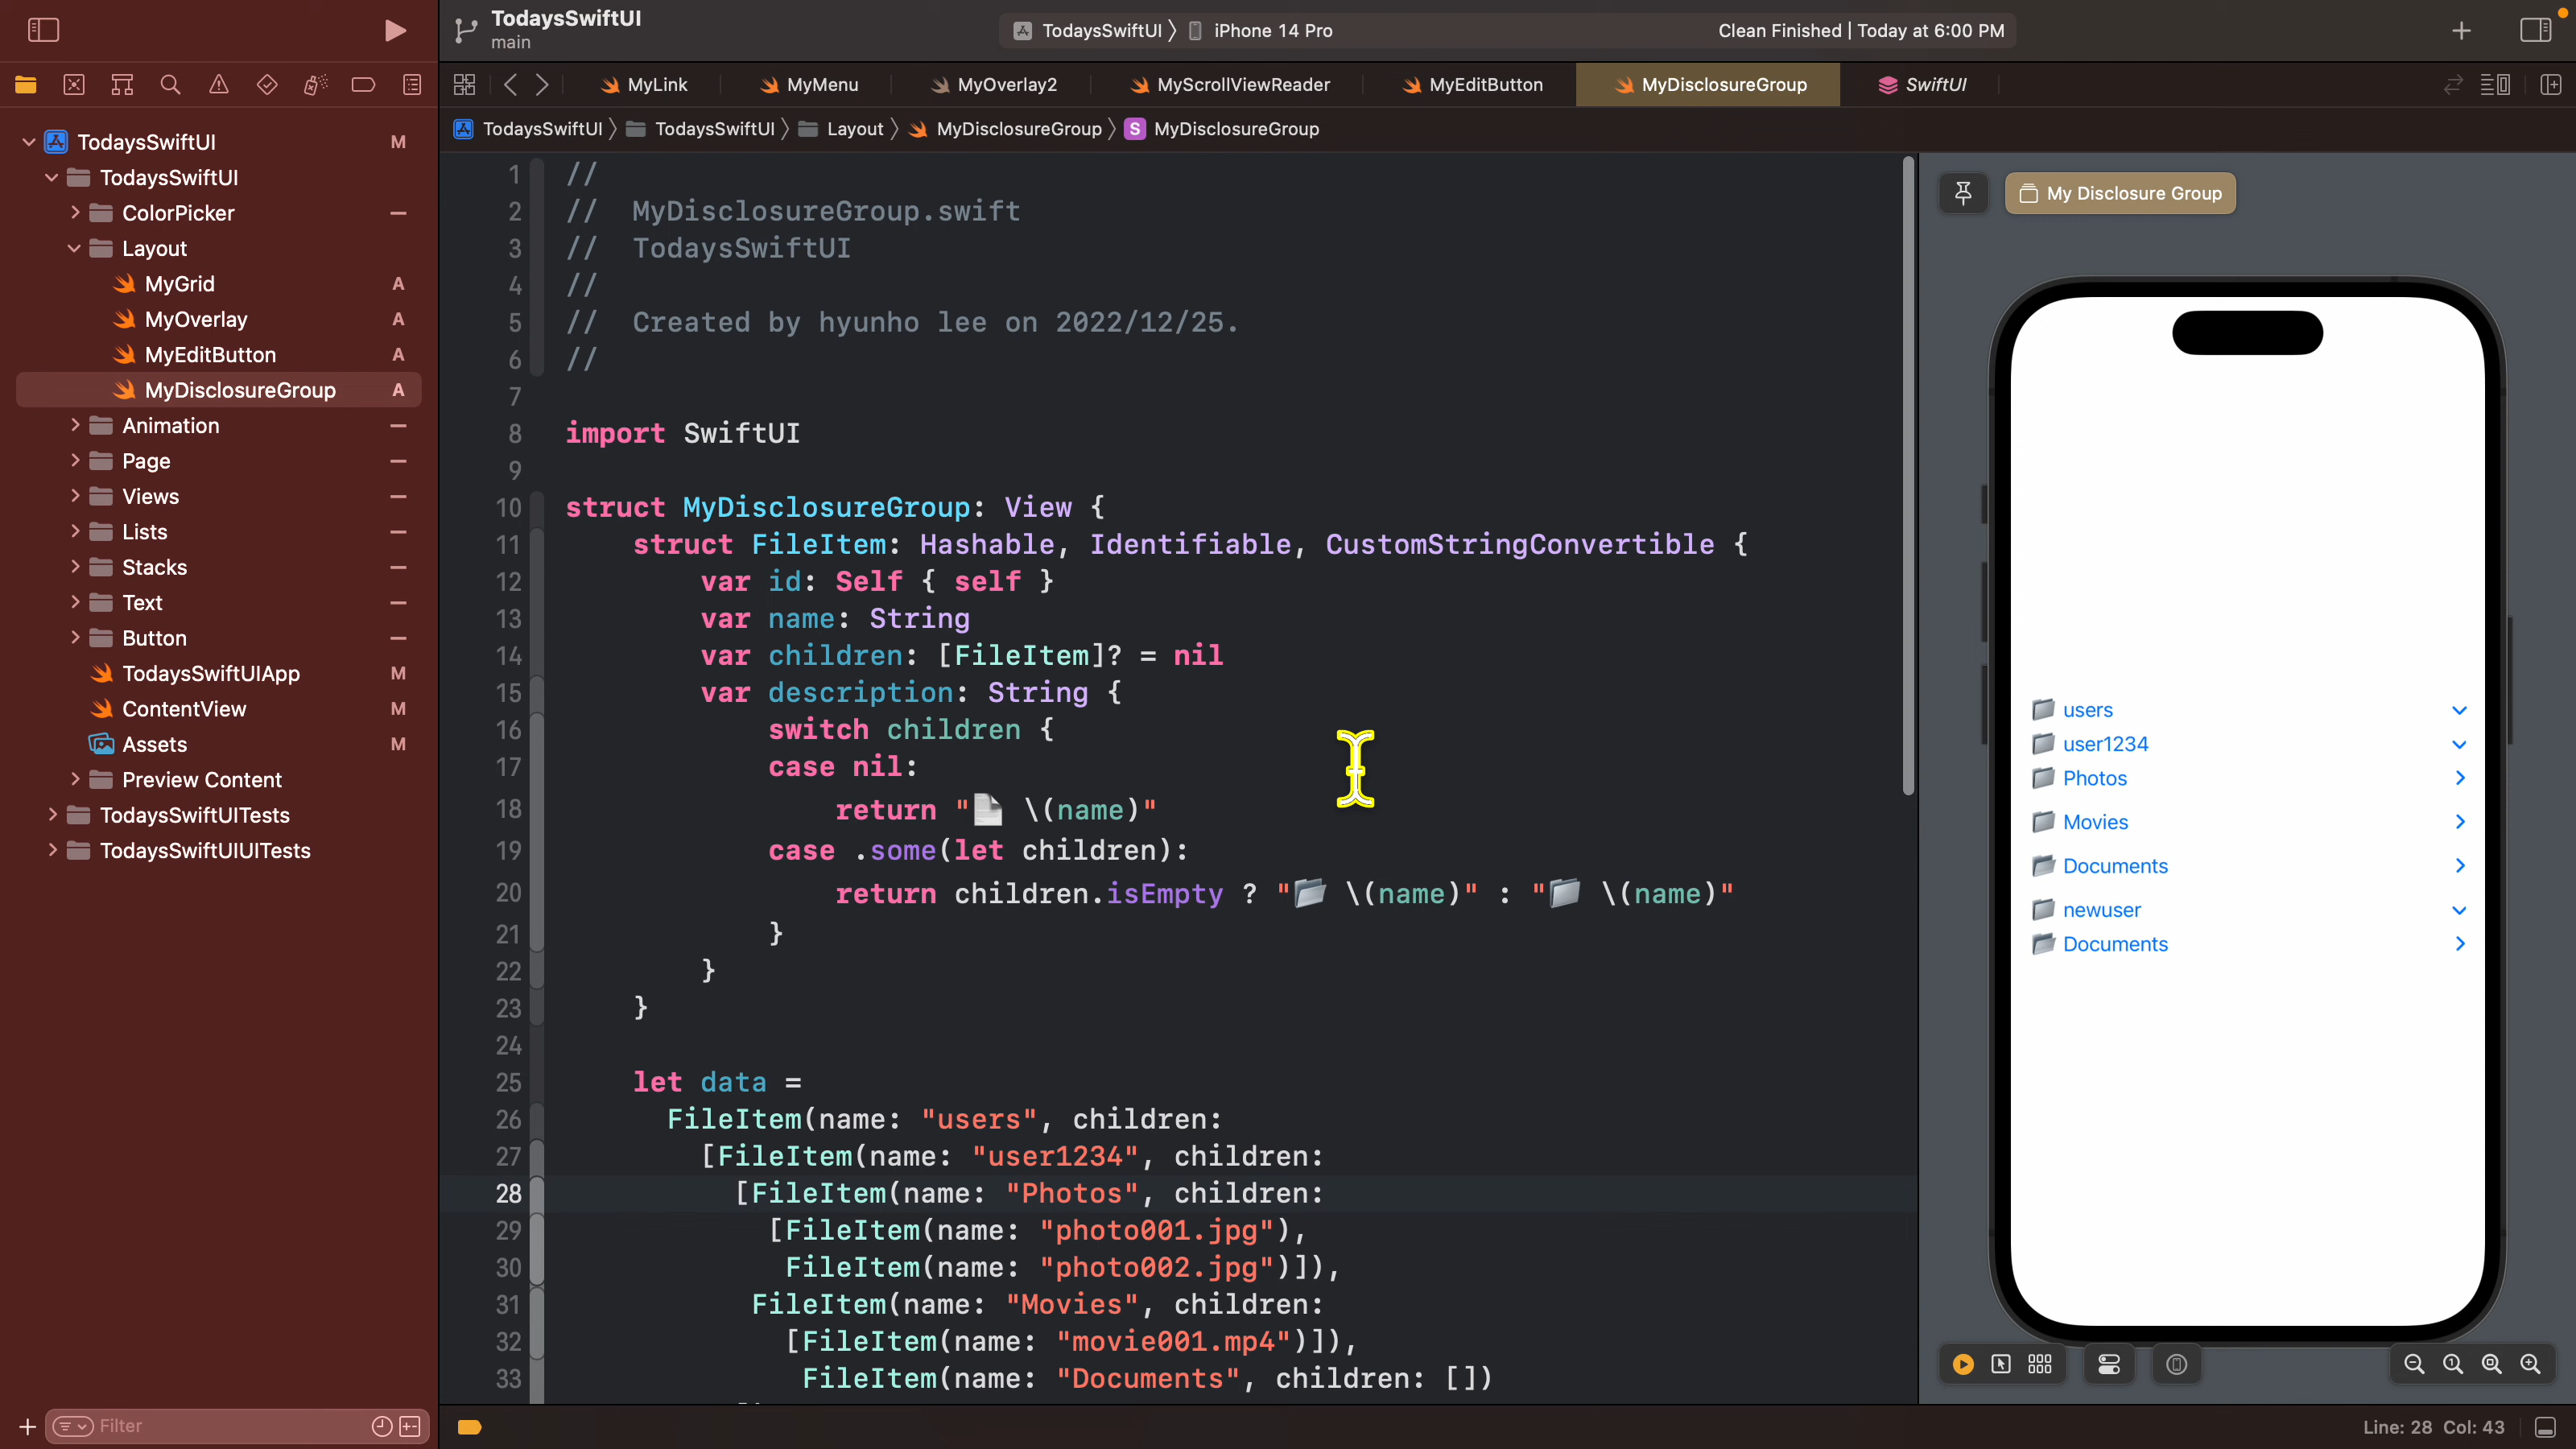 TodaysSwiftUI
main
TodaysSwiftUI 〉 iPhone 14 Pro
Clean Finished | Today at 6:00 PM
MyLink
MyMenu
MyOverlay2
MyScrollViewReader
MyEditButton
MyDisclosureGroup
SwiftUI
TodaysSwiftUI 〉 TodaysSwiftUI 〉 Layout 〉 MyDisclosureGroup 〉 S MyDisclosureGroup
TodaysSwiftUI M
TodaysSwiftUI
ColorPicker
Layout
MyGrid A
MyOverlay A
MyEditButton A
MyDisclosureGroup A
Animation
Page
Views
Lists
Stacks
Text
Button
TodaysSwiftUIApp M
ContentView M
Assets M
Preview Content
TodaysSwiftUITests
TodaysSwiftUIUITests
Filter
1 //
2 //  MyDisclosureGroup.swift
3 //  TodaysSwiftUI
4 //
5 //  Created by hyunho lee on 2022/12/25.
6 //
7
8 import SwiftUI
9
10 struct MyDisclosureGroup: View {
11     struct FileItem: Hashable, Identifiable, CustomStringConvertible {
12         var id: Self { self }
13         var name: String
14         var children: [FileItem]? = nil
15         var description: String {
16             switch children {
17             case nil:
18                 return "📄 \(name)"
19             case .some(let children):
20                 return children.isEmpty ? "📂 \(name)" : "📁 \(name)"
21             }
22         }
23     }
24
25     let data =
26       FileItem(name: "users", children:
27         [FileItem(name: "user1234", children:
28           [FileItem(name: "Photos", children:
29             [FileItem(name: "photo001.jpg"),
30              FileItem(name: "photo002.jpg")]),
31            FileItem(name: "Movies", children:
32              [FileItem(name: "movie001.mp4")]),
33               FileItem(name: "Documents", children: [])
My Disclosure Group
users
user1234
Photos
Movies
Documents
newuser
Documents
Line: 28 Col: 43